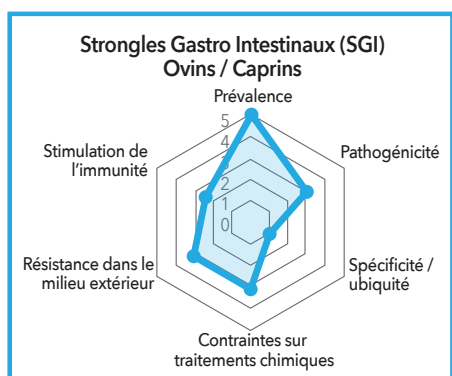 Strongles Gastro Intestinaux (SGI)
Ovins / Caprins
Prévalence
5
4
3
2
1
0
Stimulation de
l'immunité
Pathogénicité
Résistance dans le
milieu extérieur
Spécificité /
ubiquité
Contraintes sur
traitements chimiques